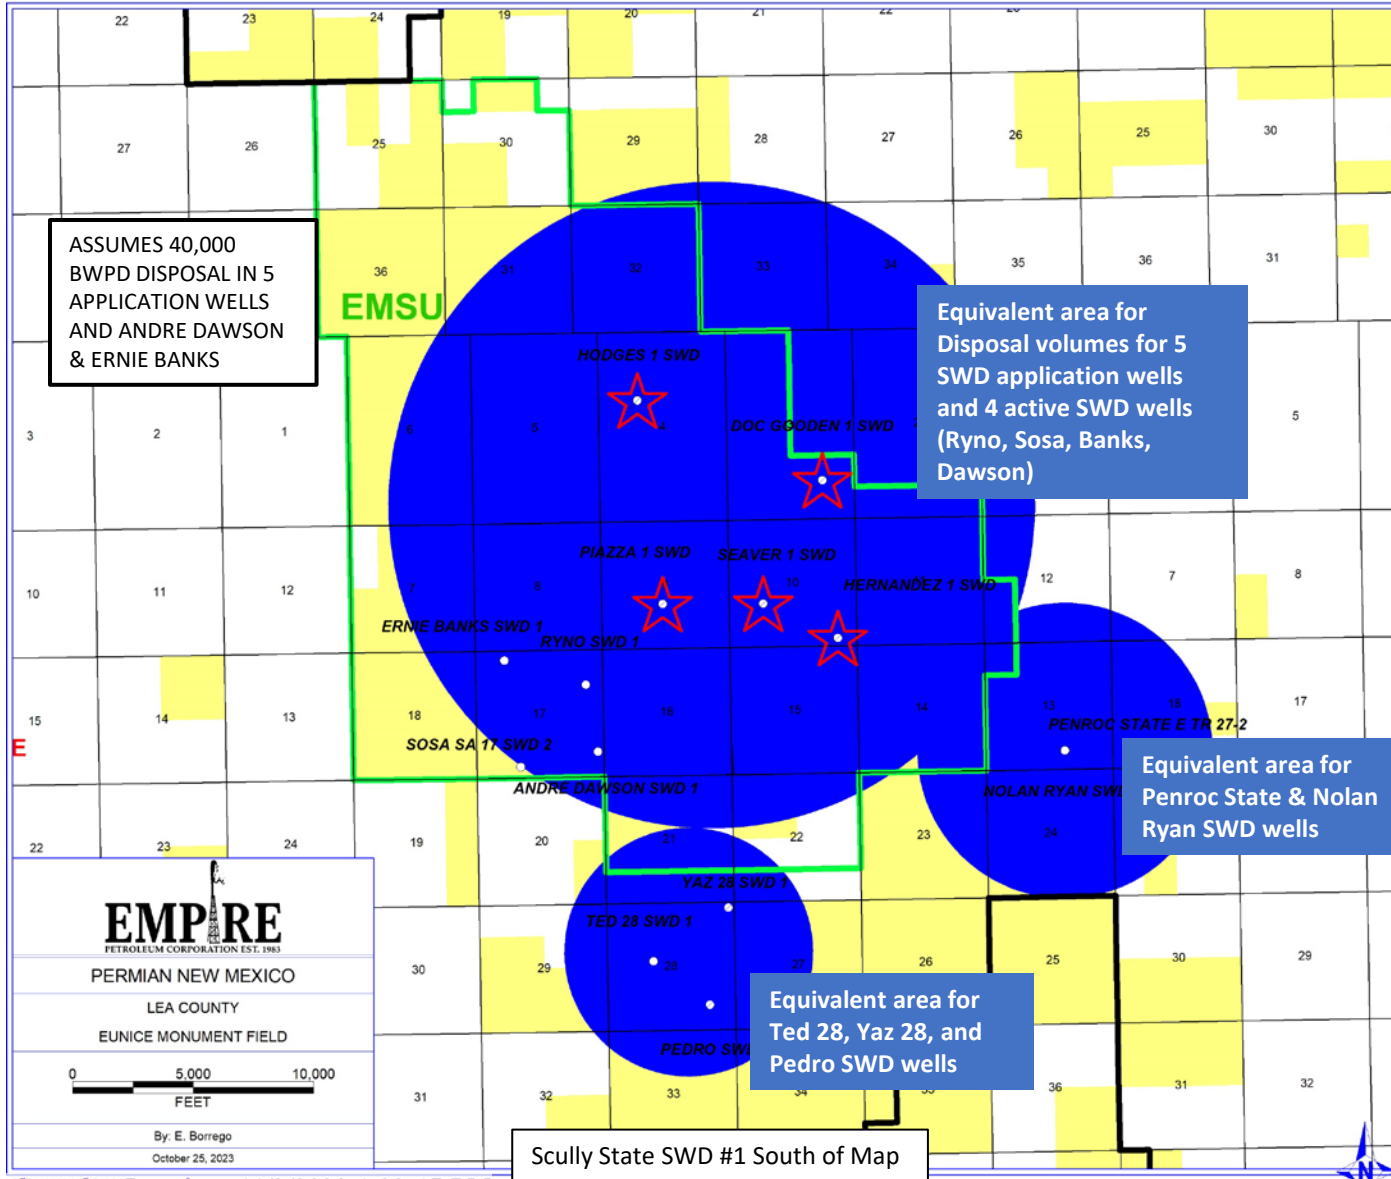 22
23
24
19
20
21
22
27
26
25
30
29
28
27
26
25
30
ASSUMES 40,000
BWPD DISPOSAL IN 5
APPLICATION WELLS
AND ANDRE DAWSON
& ERNIE BANKS
36
31
32
33
34
35
36
31
EMSU
Equivalent area for
Disposal volumes for 5
SWD application wells
and 4 active SWD wells
(Ryno, Sosa, Banks,
Dawson)
HODGES 1 SWD
DOC GOODEN 1 SWD
3
2
1
6
5
4
5
PIAZZA 1 SWD
SEAVER 1 SWD
HERNANDEZ 1 SWD
10
11
12
7
8
10
12
7
8
ERNIE BANKS SWD 1
RYNO SWD 1
15
14
13
18
17
16
15
14
13
18
17
E
SOSA SA 17 SWD 2
PENROC STATE E TR 27-2
ANDRE DAWSON SWD 1
NOLAN RYAN SWD
Equivalent area for
Penroc State & Nolan
Ryan SWD wells
22
23
24
19
20
21
22
23
24
YAZ 28 SWD 1
TED 28 SWD 1
30
29
28
27
26
25
30
29
PEDRO SWD
Equivalent area for
Ted 28, Yaz 28, and
Pedro SWD wells
31
32
33
34
35
36
31
32
EMPIRE
PETROLEUM CORPORATION EST. 1983
PERMIAN NEW MEXICO
LEA COUNTY
EUNICE MONUMENT FIELD
0 5,000 10,000
FEET
By: E. Borrego
October 25, 2023
Scully State SWD #1 South of Map
N